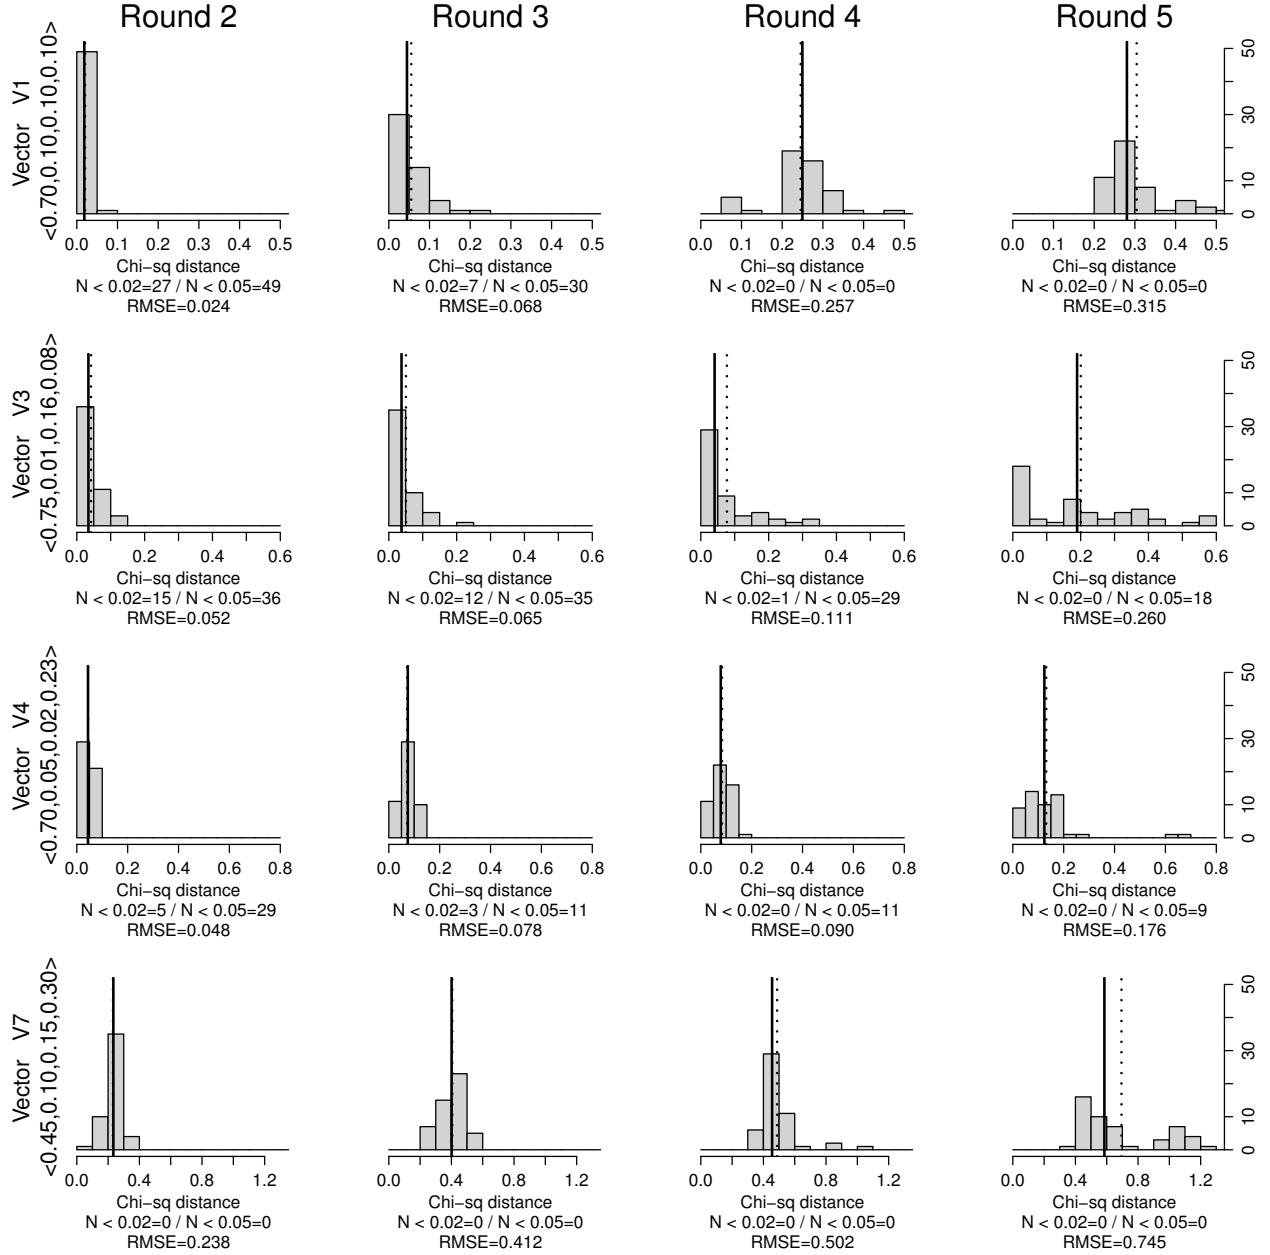 Round 2 Round 3 Round 4 Round 5
Vector V1
<0.70,0.10,0.10,0.10>
0 10 30 50
0.0 0.1 0.2 0.3 0.4 0.5 0.0 0.1 0.2 0.3 0.4 0.5 0.0 0.1 0.2 0.3 0.4 0.5 0.0 0.1 0.2 0.3 0.4 0.5
Chi−sq distance Chi−sq distance Chi−sq distance Chi−sq distance
N < 0.02=27 / N < 0.05=49 N < 0.02=7 / N < 0.05=30 N < 0.02=0 / N < 0.05=0 N < 0.02=0 / N < 0.05=0
RMSE=0.024 RMSE=0.068 RMSE=0.257 RMSE=0.315
Vector V3
<0.75,0.01,0.16,0.08>
0 10 30 50
0.0 0.2 0.4 0.6 0.0 0.2 0.4 0.6 0.0 0.2 0.4 0.6 0.0 0.2 0.4 0.6
Chi−sq distance Chi−sq distance Chi−sq distance Chi−sq distance
N < 0.02=15 / N < 0.05=36 N < 0.02=12 / N < 0.05=35 N < 0.02=1 / N < 0.05=29 N < 0.02=0 / N < 0.05=18
RMSE=0.052 RMSE=0.065 RMSE=0.111 RMSE=0.260
Vector V4
<0.70,0.05,0.02,0.23>
0 10 30 50
0.0 0.2 0.4 0.6 0.8 0.0 0.2 0.4 0.6 0.8 0.0 0.2 0.4 0.6 0.8 0.0 0.2 0.4 0.6 0.8
Chi−sq distance Chi−sq distance Chi−sq distance Chi−sq distance
N < 0.02=5 / N < 0.05=29 N < 0.02=3 / N < 0.05=11 N < 0.02=0 / N < 0.05=11 N < 0.02=0 / N < 0.05=9
RMSE=0.048 RMSE=0.078 RMSE=0.090 RMSE=0.176
Vector V7
<0.45,0.10,0.15,0.30>
0 10 30 50
0.0 0.4 0.8 1.2 0.0 0.4 0.8 1.2 0.0 0.4 0.8 1.2 0.0 0.4 0.8 1.2
Chi−sq distance Chi−sq distance Chi−sq distance Chi−sq distance
N < 0.02=0 / N < 0.05=0 N < 0.02=0 / N < 0.05=0 N < 0.02=0 / N < 0.05=0 N < 0.02=0 / N < 0.05=0
RMSE=0.238 RMSE=0.412 RMSE=0.502 RMSE=0.745